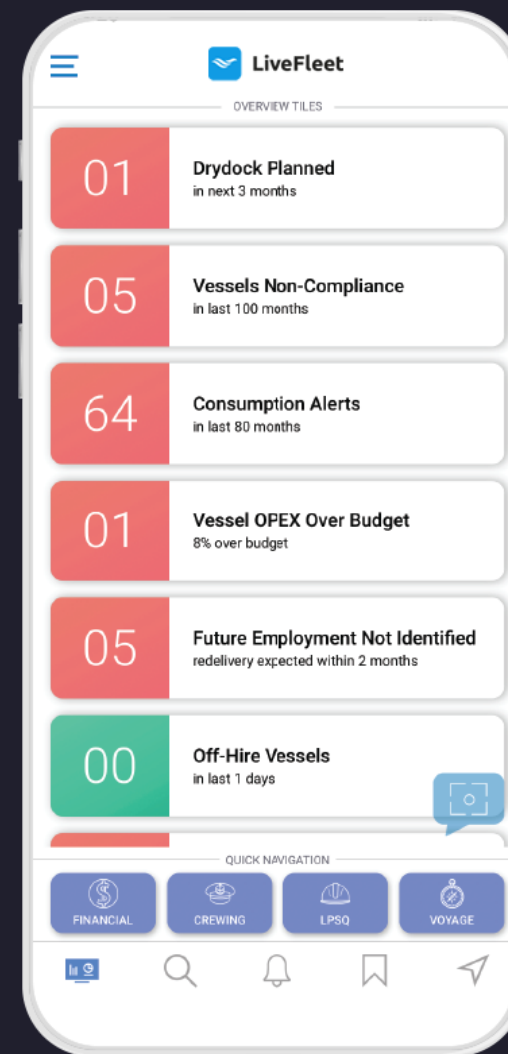 LiveFleet
OVERVIEW TILES
01
Drydock Planned
in next 3 months
05
Vessels Non-Compliance
in last 100 months
64
Consumption Alerts
in last 80 months
01
Vessel OPEX Over Budget
8% over budget
05
Future Employment Not Identified
redelivery expected within 2 months
00
Off-Hire Vessels
in last 1 days
QUICK NAVIGATION
FINANCIAL
CREWING
LPSQ
VOYAGE